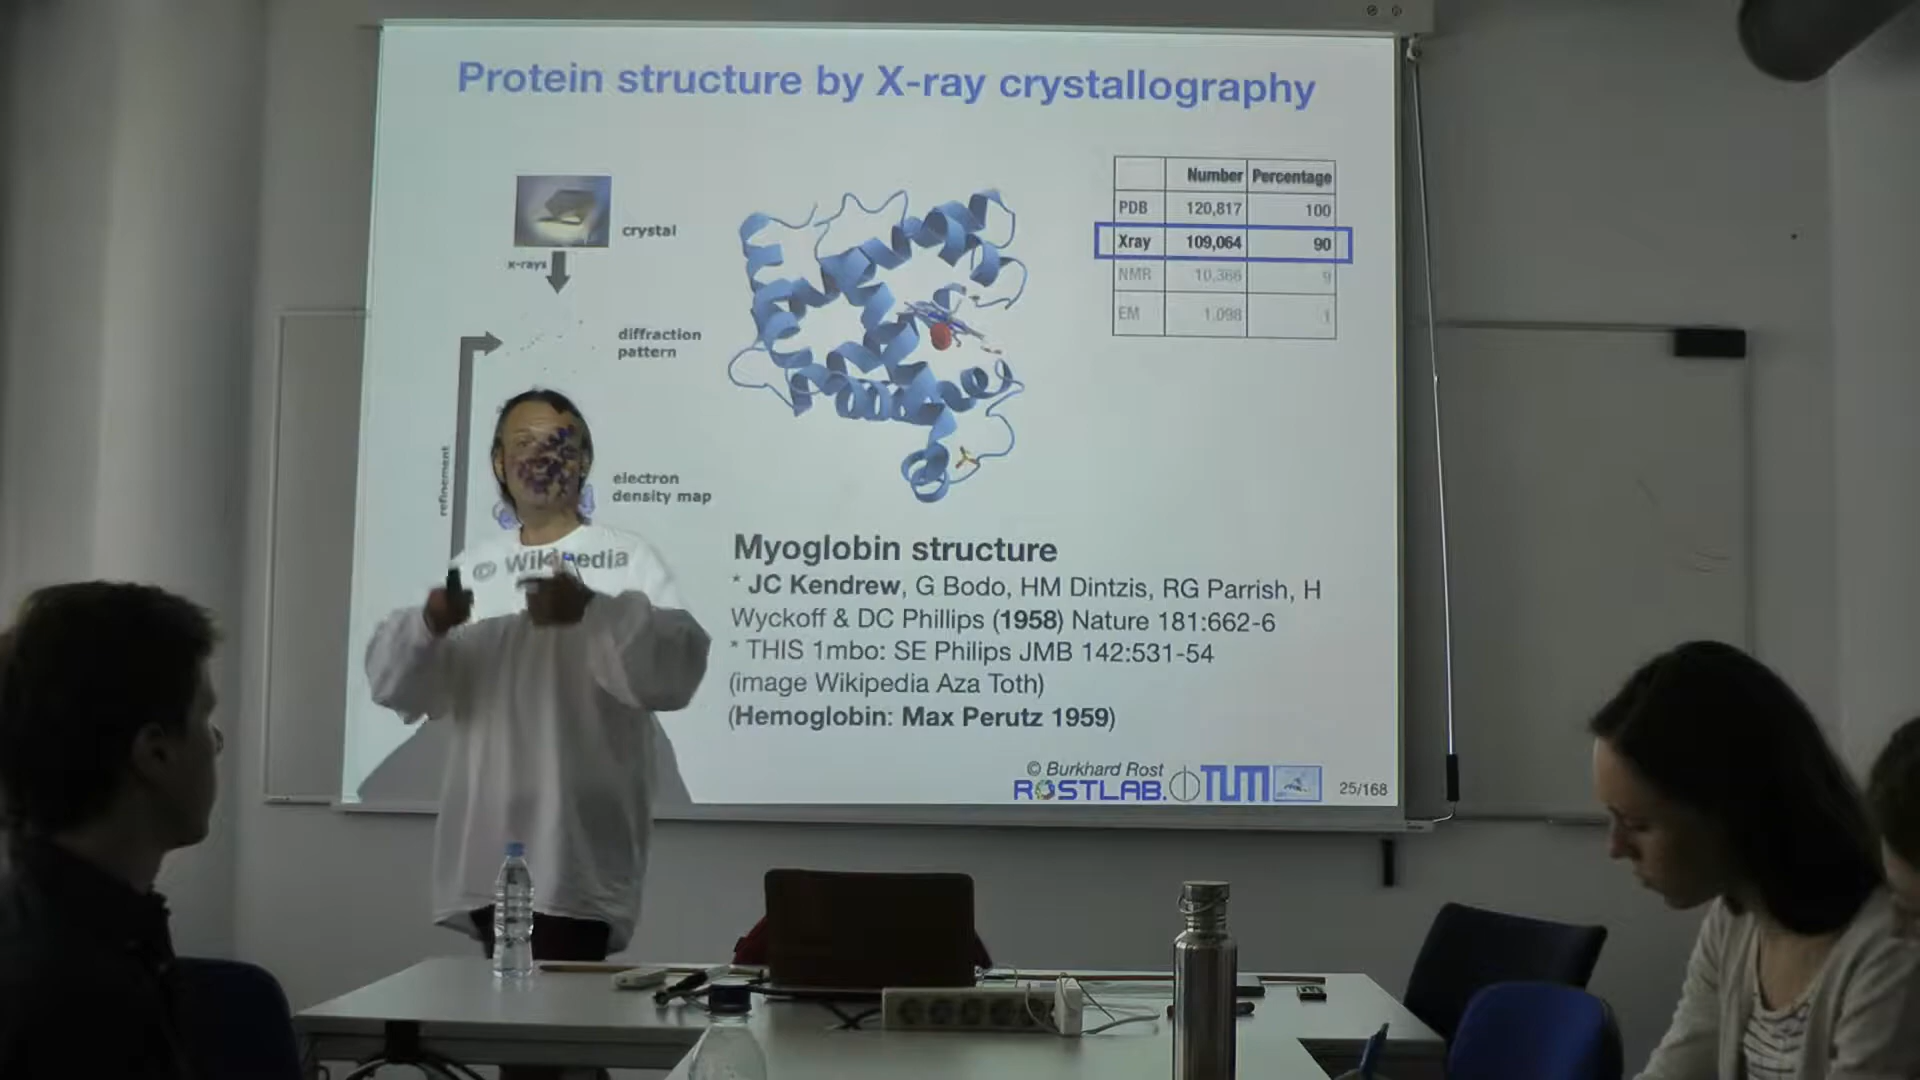 Protein structure by X-ray crystallography
crystal
x-rays
diffraction
pattern
refinement
electron
density map
© Wikipedia
Number Percentage
PDB 120,817 100
Xray 109,064 90
NMR 10,366 9
EM 1,098 1
Myoglobin structure
* JC Kendrew, G Bodo, HM Dintzis, RG Parrish, H
Wyckoff & DC Phillips (1958) Nature 181:662-6
* THIS 1mbo: SE Philips JMB 142:531-54
(image Wikipedia Aza Toth)
(Hemoglobin: Max Perutz 1959)
© Burkhard Rost
ROSTLAB. TUM
25/168